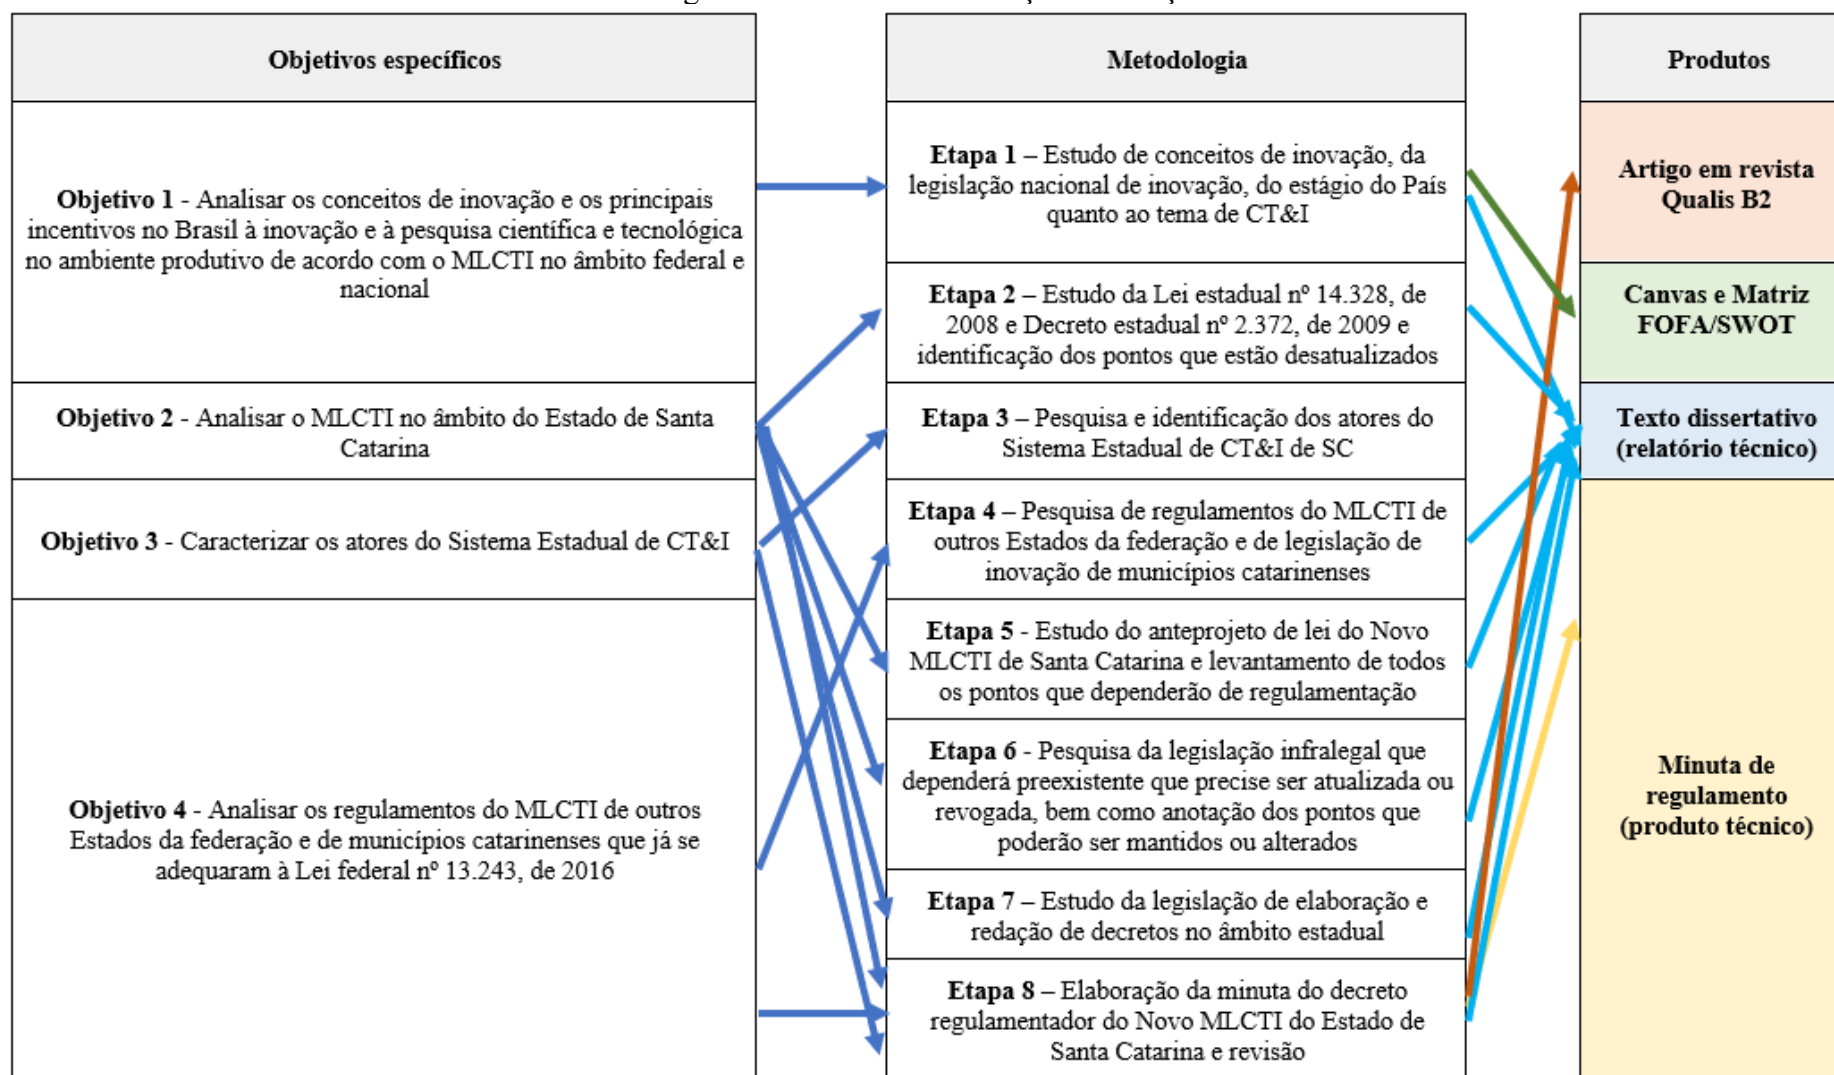 Objetivos específicos
Objetivo 1 - Analisar os conceitos de inovação e os principais
incentivos no Brasil à inovação e à pesquisa científica e tecnológica
no ambiente produtivo de acordo com o MLCTI no âmbito federal e
nacional
Objetivo 2 - Analisar o MLCTI no âmbito do Estado de Santa
Catarina
Objetivo 3 - Caracterizar os atores do Sistema Estadual de CT&I
Objetivo 4 - Analisar os regulamentos do MLCTI de outros
Estados da federação e de municípios catarinenses que já se
adequaram à Lei federal nº 13.243, de 2016
Metodologia
Etapa 1 – Estudo de conceitos de inovação, da
legislação nacional de inovação, do estágio do País
quanto ao tema de CT&I
Etapa 2 – Estudo da Lei estadual nº 14.328, de
2008 e Decreto estadual nº 2.372, de 2009 e
identificação dos pontos que estão desatualizados
Etapa 3 – Pesquisa e identificação dos atores do
Sistema Estadual de CT&I de SC
Etapa 4 – Pesquisa de regulamentos do MLCTI de
outros Estados da federação e de legislação de
inovação de municípios catarinenses
Etapa 5 - Estudo do anteprojeto de lei do Novo
MLCTI de Santa Catarina e levantamento de todos
os pontos que dependerão de regulamentação
Etapa 6 - Pesquisa da legislação infralegal que
dependerá preexistente que precise ser atualizada ou
revogada, bem como anotação dos pontos que
poderão ser mantidos ou alterados
Etapa 7 – Estudo da legislação de elaboração e
redação de decretos no âmbito estadual
Etapa 8 – Elaboração da minuta do decreto
regulamentador do Novo MLCTI do Estado de
Santa Catarina e revisão
Produtos
Artigo em revista
Qualis B2
Canvas e Matriz
FOFA/SWOT
Texto dissertativo
(relatório técnico)
Minuta de
regulamento
(produto técnico)